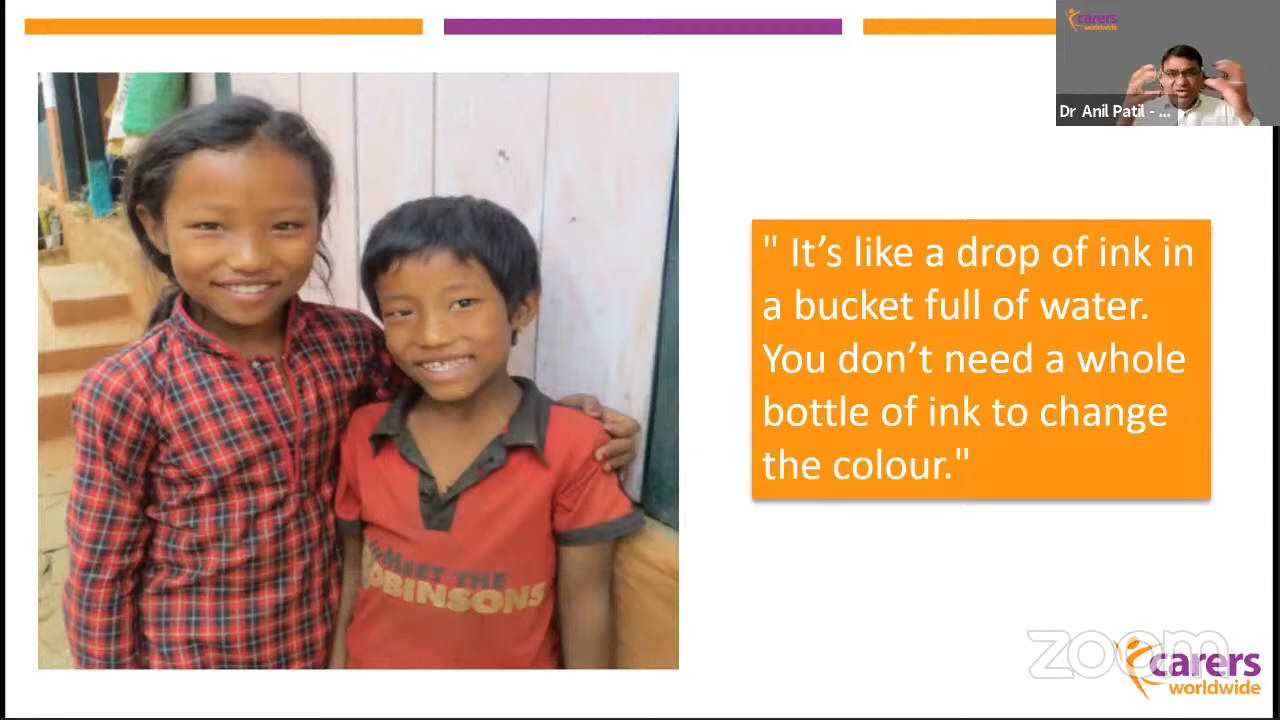 carers
worldwide
Dr Anil Patil - ...
" It's like a drop of ink in
a bucket full of water.
You don't need a whole
bottle of ink to change
the colour."
MEET THE
ROBINSONS
zoom
carers
worldwide